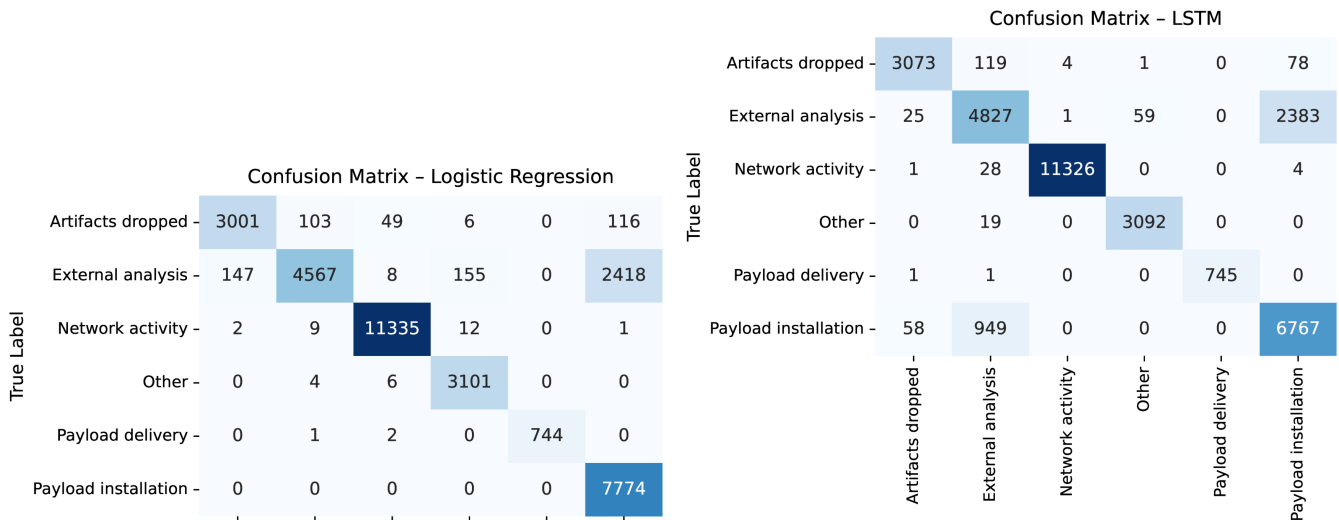 Confusion Matrix – Logistic Regression
True Label
Artifacts dropped 3001 103 49 6 0 116
External analysis 147 4567 8 155 0 2418
Network activity 2 9 11335 12 0 1
Other 0 4 6 3101 0 0
Payload delivery 0 1 2 0 744 0
Payload installation 0 0 0 0 0 7774
Confusion Matrix – LSTM
True Label
Artifacts dropped 3073 119 4 1 0 78
External analysis 25 4827 1 59 0 2383
Network activity 1 28 11326 0 0 4
Other 0 19 0 3092 0 0
Payload delivery 1 1 0 0 745 0
Payload installation 58 949 0 0 0 6767
Artifacts dropped
External analysis
Network activity
Other
Payload delivery
Payload installation